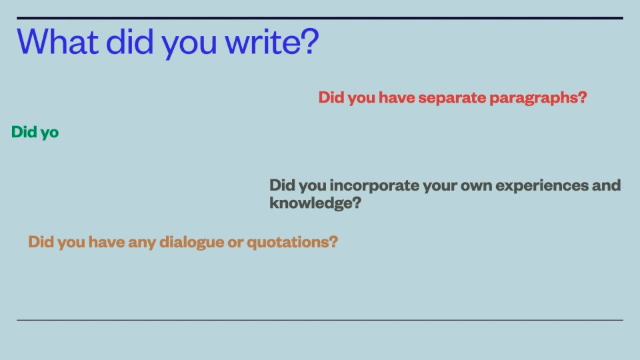 What did you write?
Did you have separate paragraphs?
Did yo
Did you incorporate your own experiences and
knowledge?
Did you have any dialogue or quotations?